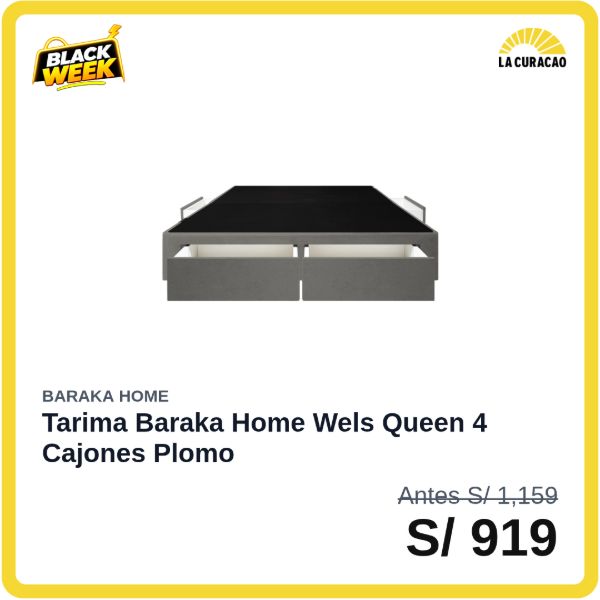 BLACK
WEEK
LA CURACAO
BARAKA HOME
Tarima Baraka Home Wels Queen 4
Cajones Plomo
Antes S/ 1,159
S/ 919